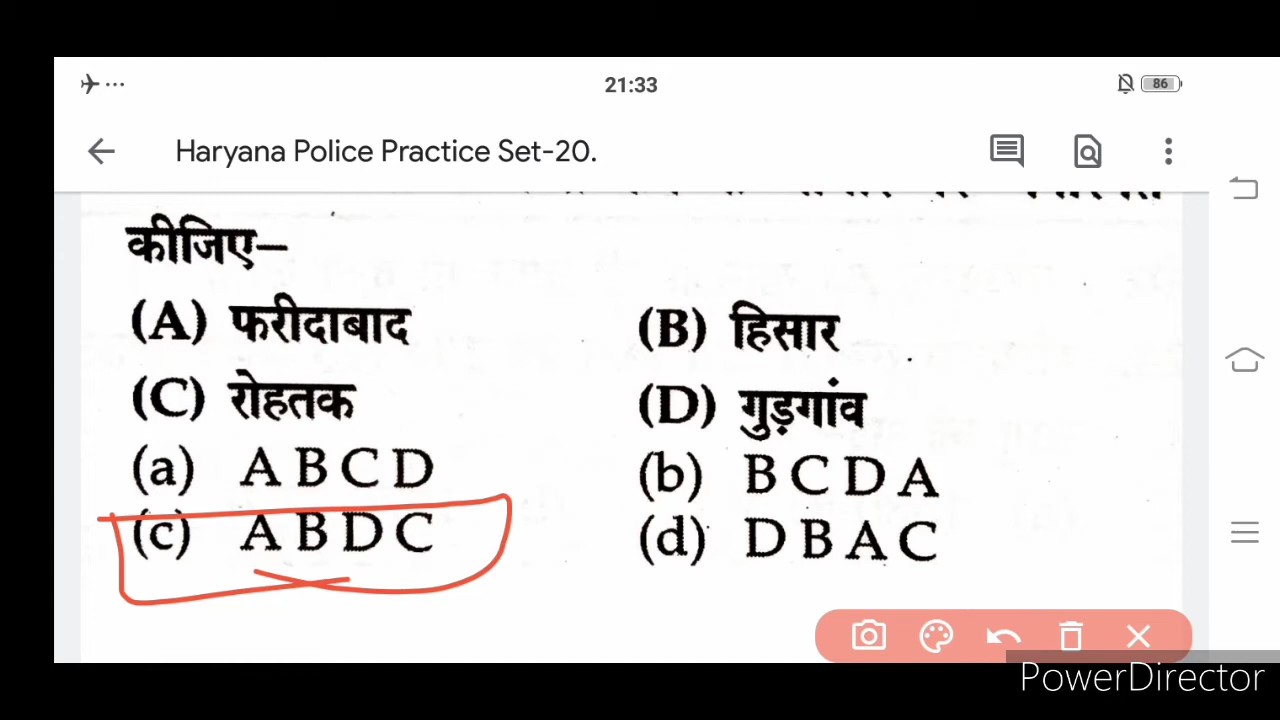 21:33
86
Haryana Police Practice Set-20.
कीजिए–
(A) फरीदाबाद (B) हिसार
(C) रोहतक (D) गुड़गांव
(a) A B C D (b) B C D A
(c) A B D C (d) D B A C
PowerDirector